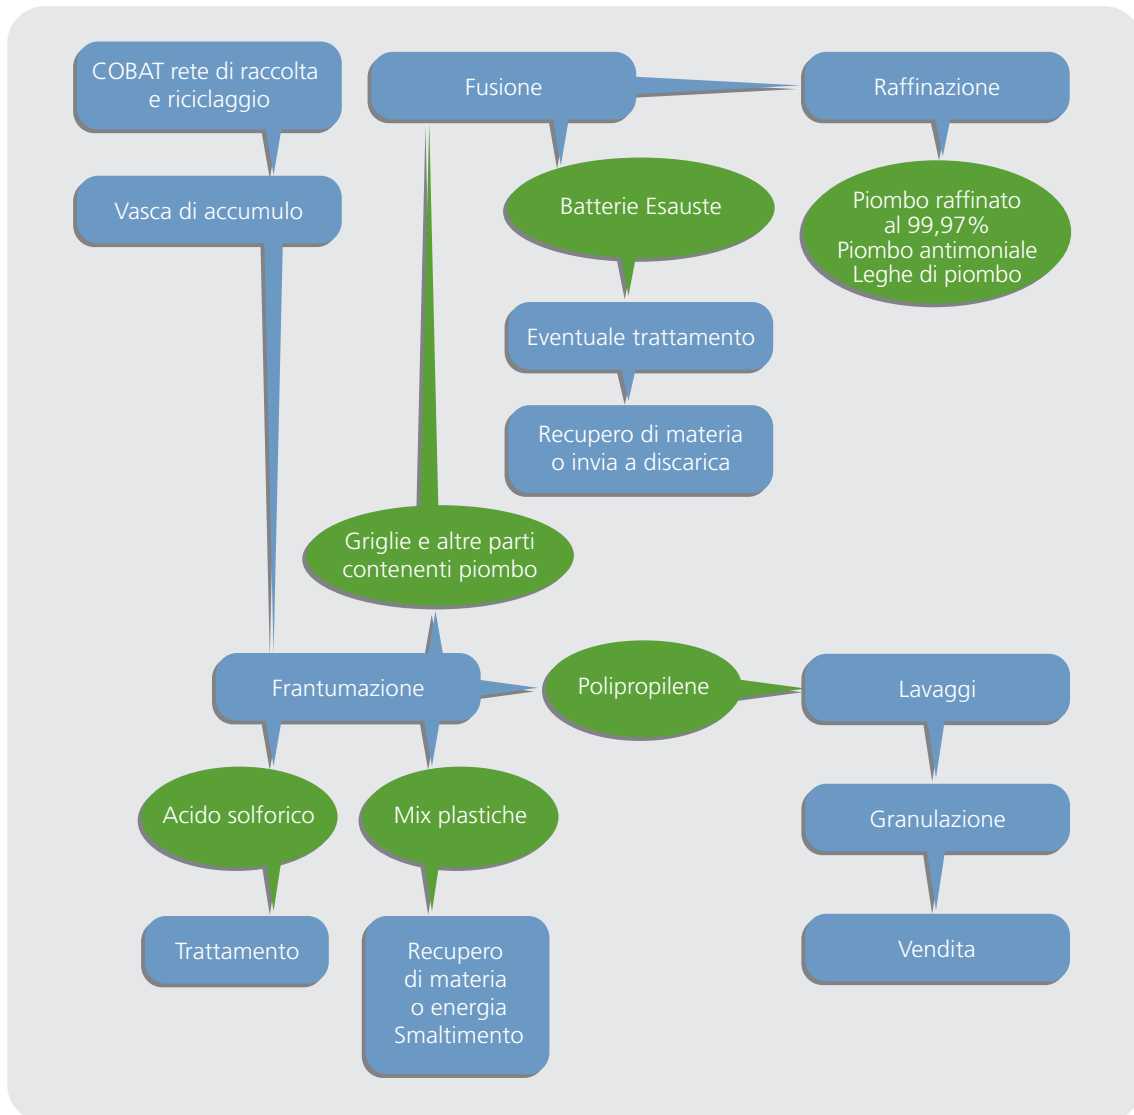 COBAT rete di raccolta
e riciclaggio
Fusione
Raffinazione
Vasca di accumulo
Batterie Esauste
Piombo raffinato
al 99,97%
Piombo antimoniale
Leghe di piombo
Eventuale trattamento
Recupero di materia
o invia a discarica
Griglie e altre parti
contenenti piombo
Frantumazione
Polipropilene
Lavaggi
Acido solforico
Mix plastiche
Granulazione
Trattamento
Recupero
di materia
o energia
Smaltimento
Vendita